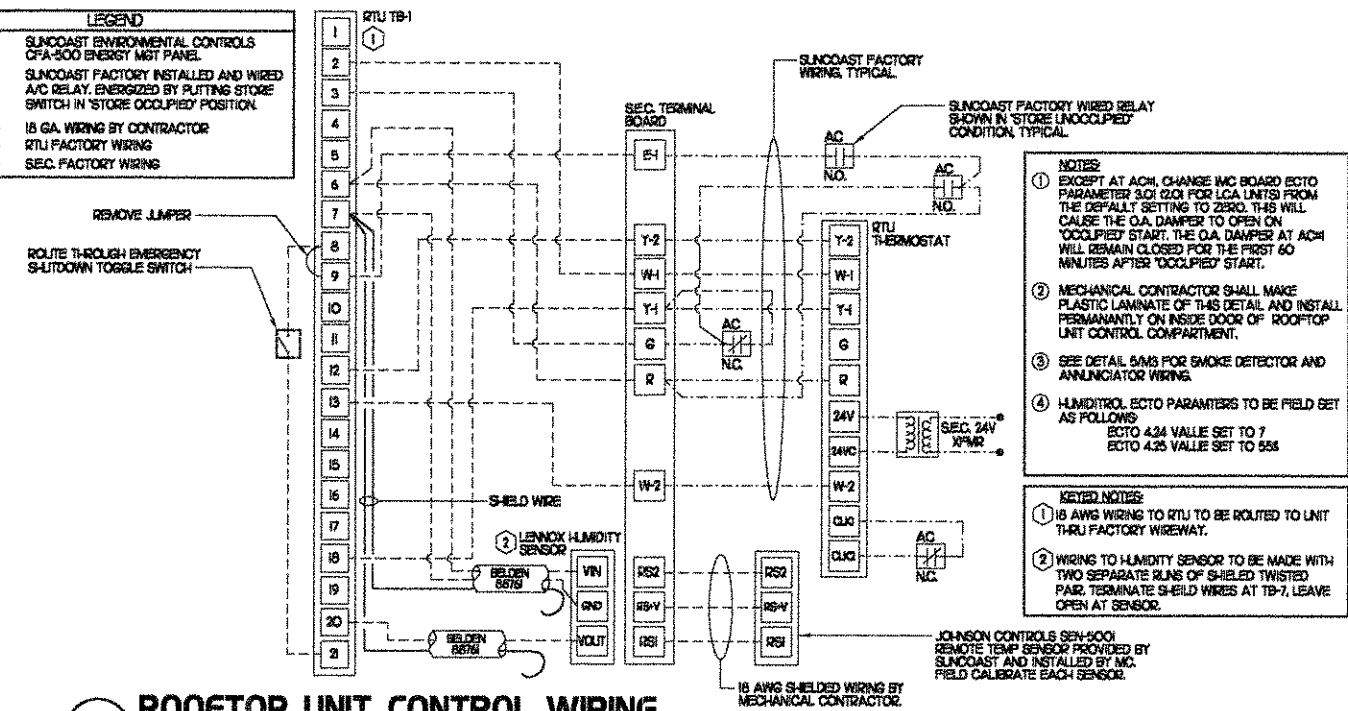 LEGEND
SUNCOAST ENVIRONMENTAL CONTROLS
CFA-500 ENERGY MGT PANEL.
SUNCOAST FACTORY INSTALLED AND WIRED
A/C RELAY. ENERGIZED BY PUTTING STORE
SWITCH IN "STORE OCCUPIED" POSITION.
18 GA. WIRING BY CONTRACTOR
RTU FACTORY WIRING
S.E.C. FACTORY WIRING
REMOVE JUMPER
ROUTE THROUGH EMERGENCY
SHUTDOWN TOGGLE SWITCH
RTU TB-1
1
1
2
3
4
5
6
7
8
9
10
11
12
13
14
15
16
17
18
19
20
21
SHIELD WIRE
2 LENNOX HUMIDITY
SENSOR
VIN
GND
VOUT
BELDEN
88761
BELDEN
88761
S.E.C. TERMINAL
BOARD
E-1
Y-2
W-1
Y-1
G
R
W-2
RS2
RS-V
RS1
SUNCOAST FACTORY
WIRING, TYPICAL.
AC
N.O.
AC
N.O.
AC
N.C.
SUNCOAST FACTORY WIRED RELAY
SHOWN IN "STORE UNOCCUPIED"
CONDITION, TYPICAL
RTU
THERMOSTAT
Y-2
W-1
Y-1
G
R
24V
24VC
W-2
CLK1
CLK2
S.E.C. 24V
XFMR
AC
N.C.
RS2
RS-V
RS1
JOHNSON CONTROLS SEN-5001
REMOTE TEMP SENSOR PROVIDED BY
SUNCOAST AND INSTALLED BY MC.
FIELD CALIBRATE EACH SENSOR.
18 AWG SHIELDED WIRING BY
MECHANICAL CONTRACTOR.
NOTES:
1 EXCEPT AT AC#1, CHANGE IMC BOARD ECTO
PARAMETER 3.01 (2.01 FOR LCA UNITS) FROM
THE DEFAULT SETTING TO ZERO. THIS WILL
CAUSE THE O.A. DAMPER TO OPEN ON
"OCCUPIED" START. THE O.A. DAMPER AT AC#1
WILL REMAIN CLOSED FOR THE FIRST 60
MINUTES AFTER "OCCUPIED" START.
2 MECHANICAL CONTRACTOR SHALL MAKE
PLASTIC LAMINATE OF THIS DETAIL AND INSTALL
PERMANANTLY ON INSIDE DOOR OF ROOFTOP
UNIT CONTROL COMPARTMENT.
3 SEE DETAIL 5/M3 FOR SMOKE DETECTOR AND
ANNUNCIATOR WIRING.
4 HUMIDITROL ECTO PARAMTERS TO BE FIELD SET
AS FOLLOWS:
ECTO 4.24 VALUE SET TO 7
ECTO 4.25 VALUE SET TO
KEYED NOTES:
1 18 AWG WIRING TO RTU TO BE ROUTED TO UNIT
THRU FACTORY WIREWAY.
2 WIRING TO HUMIDITY SENSOR TO BE MADE WITH
TWO SEPARATE RUNS OF SHIELED TWISTED
PAIR. TERMINATE SHEILD WIRES AT TB-7, LEAVE
OPEN AT SENSOR.
ROOFTOP UNIT CONTROL WIRING